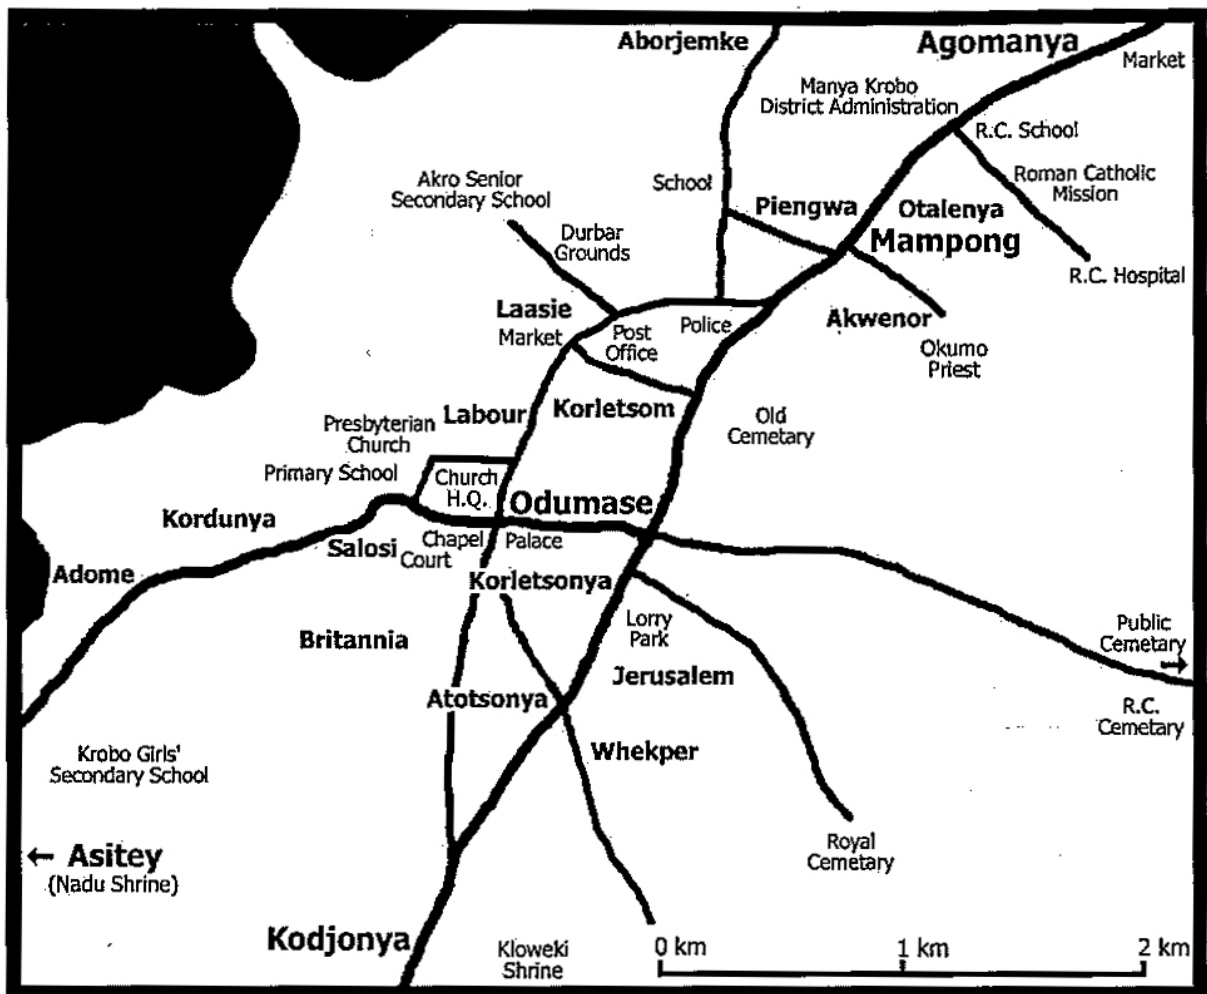 Aborjemke
Agomanya
Market
Manya Krobo
District Administration
R.C. School
Akro Senior
Secondary School
School
Roman Catholic
Mission
Piengwa
Otalenya
Durbar
Grounds
Mampong
R.C. Hospital
Laasie
Market
Post
Office
Police
Akwenor
Okumo
Priest
Labour
Korletsom
Old
Cemetary
Presbyterian
Church
Primary School
Church
H.Q.
Odumase
Kordunya
Salosi
Chapel
Court
Palace
Adome
Korletsonya
Lorry
Park
Public
Cemetary
→
Britannia
Jerusalem
Atotsonya
R.C.
Cemetary
Whekper
Krobo Girls'
Secondary School
Royal
Cemetary
← Asitey
(Nadu Shrine)
Kodjonya
Kloweki
Shrine
0 km 1 km 2 km